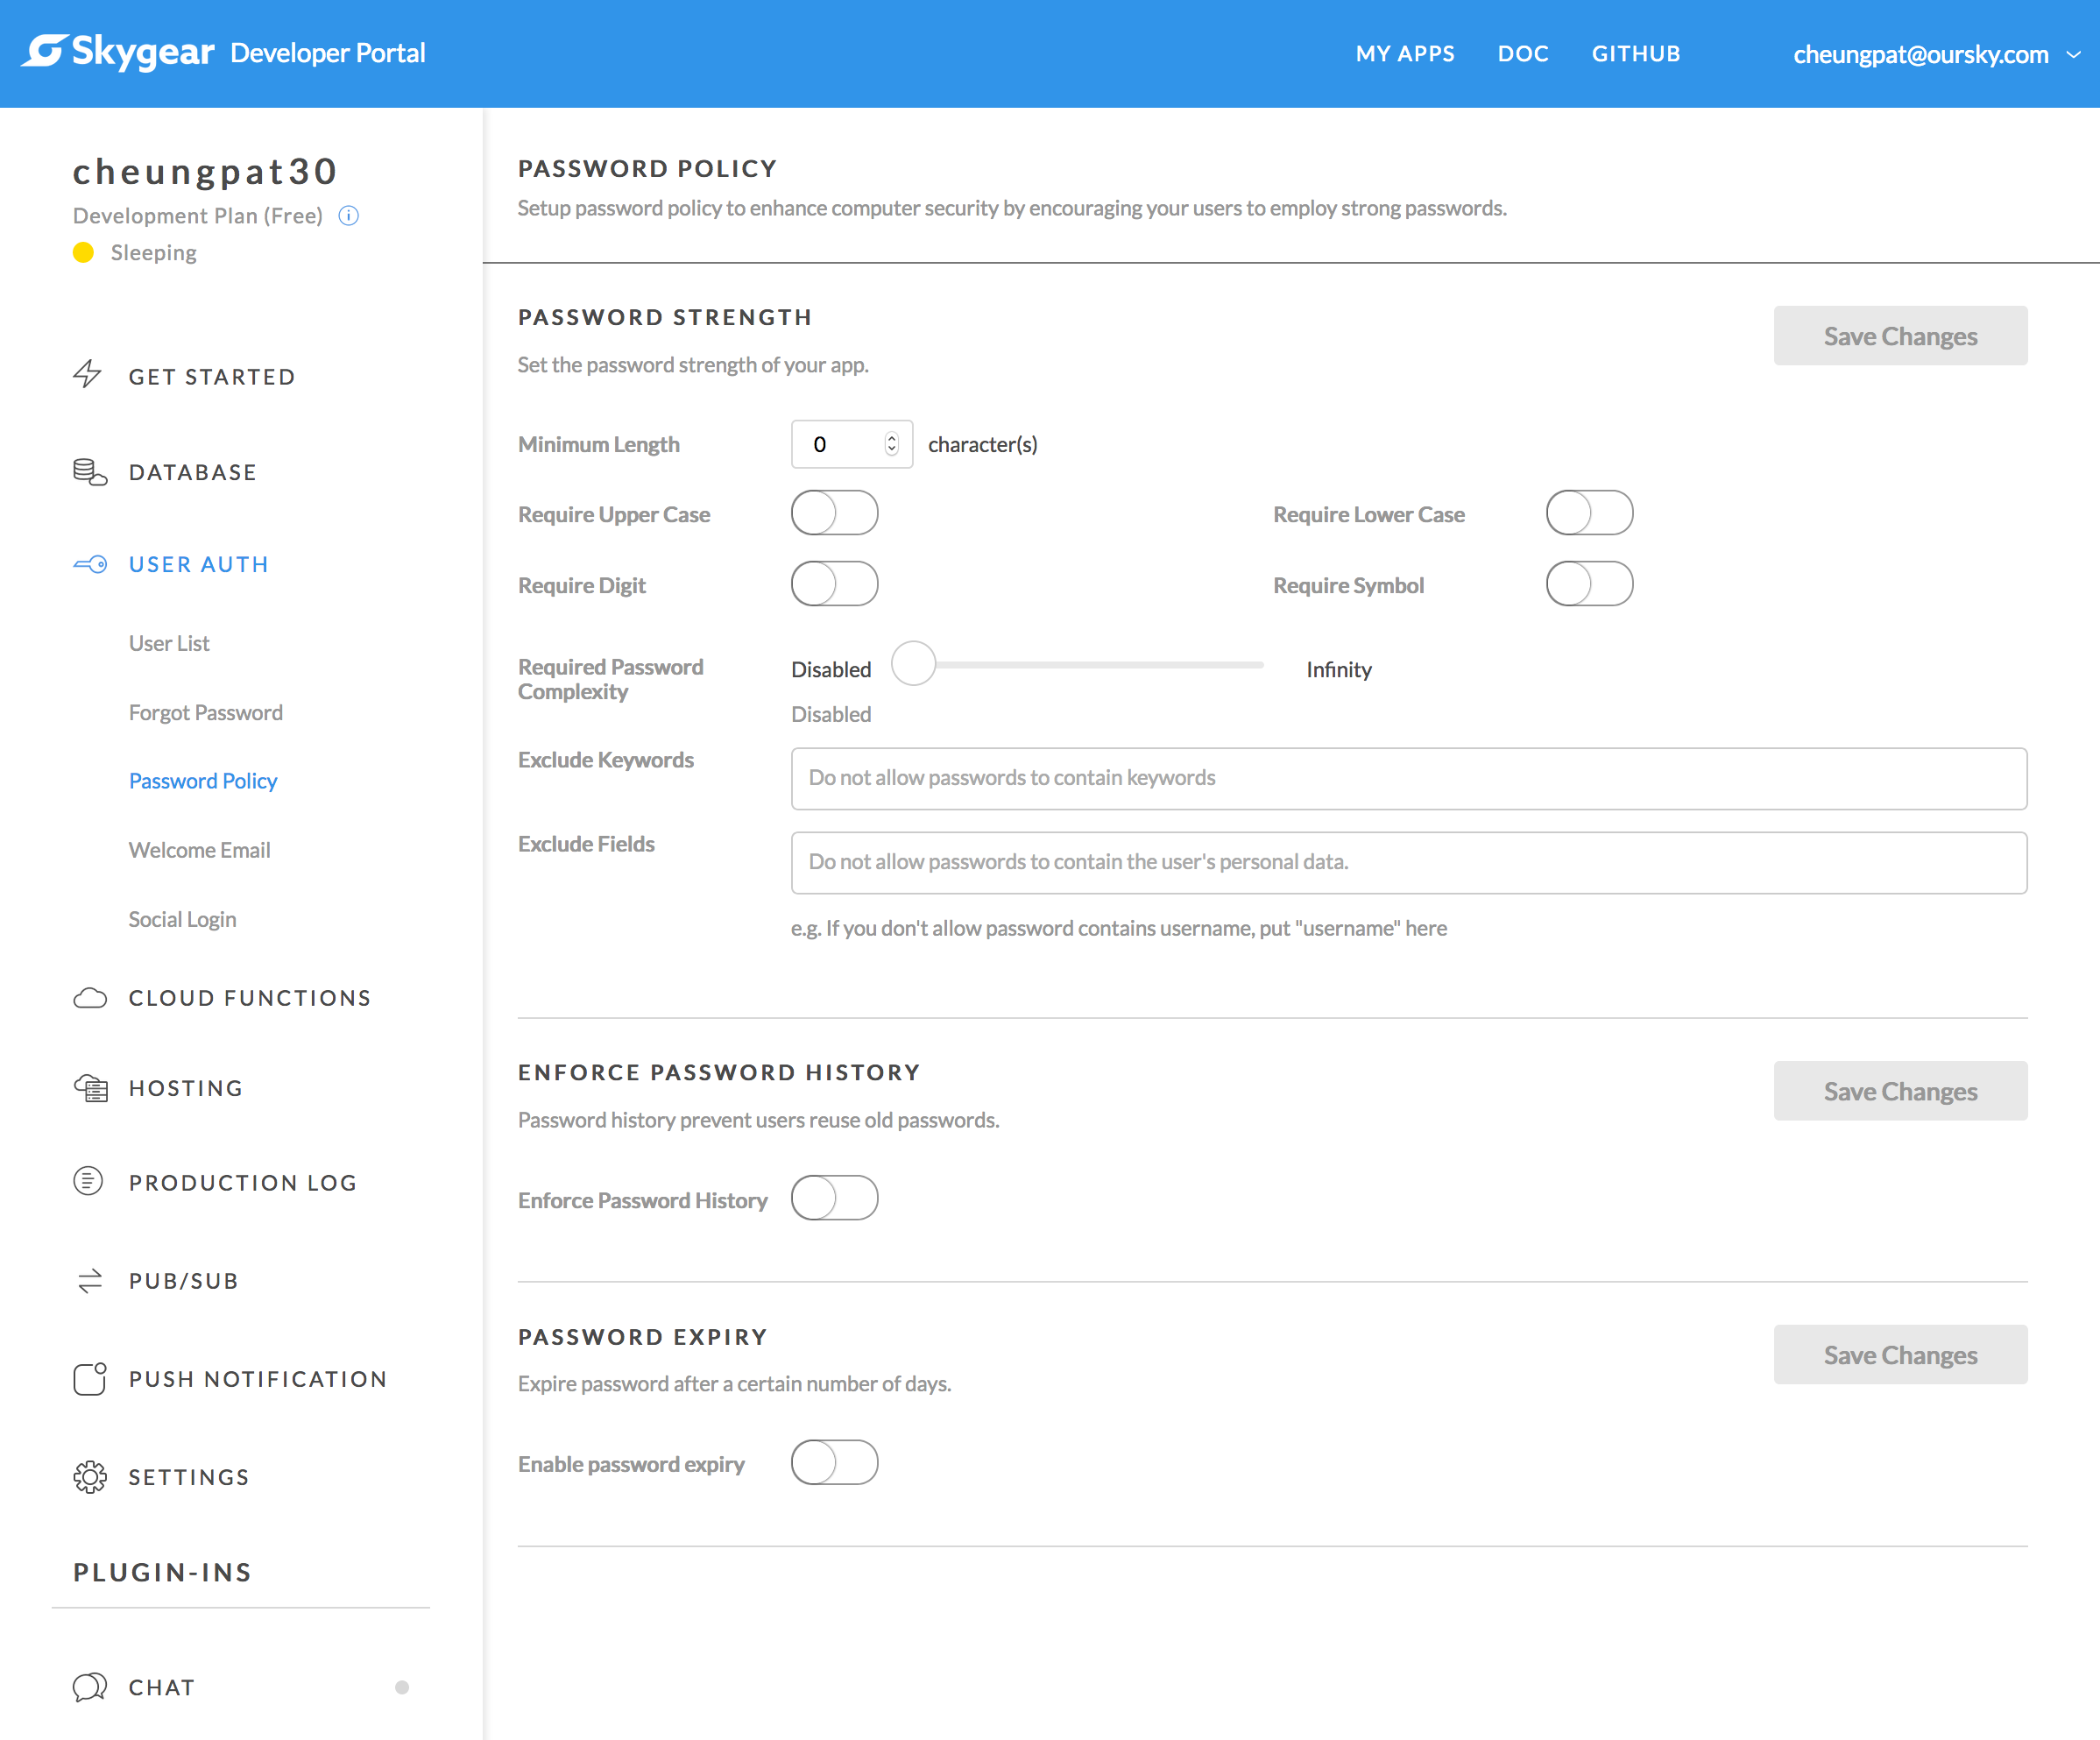 Skygear Developer Portal
MY APPS
DOC
GITHUB
cheungpat@oursky.com
cheungpat30
Development Plan (Free)
Sleeping
GET STARTED
DATABASE
USER AUTH
User List
Forgot Password
Password Policy
Welcome Email
Social Login
CLOUD FUNCTIONS
HOSTING
PRODUCTION LOG
PUB/SUB
PUSH NOTIFICATION
SETTINGS
PLUGIN-INS
CHAT
PASSWORD POLICY
Setup password policy to enhance computer security by encouraging your users to employ strong passwords.
PASSWORD STRENGTH
Save Changes
Set the password strength of your app.
Minimum Length
0
character(s)
Require Upper Case
Require Lower Case
Require Digit
Require Symbol
Required Password
Complexity
Disabled
Infinity
Disabled
Exclude Keywords
Do not allow passwords to contain keywords
Exclude Fields
Do not allow passwords to contain the user's personal data.
e.g. If you don't allow password contains username, put "username" here
ENFORCE PASSWORD HISTORY
Save Changes
Password history prevent users reuse old passwords.
Enforce Password History
PASSWORD EXPIRY
Save Changes
Expire password after a certain number of days.
Enable password expiry